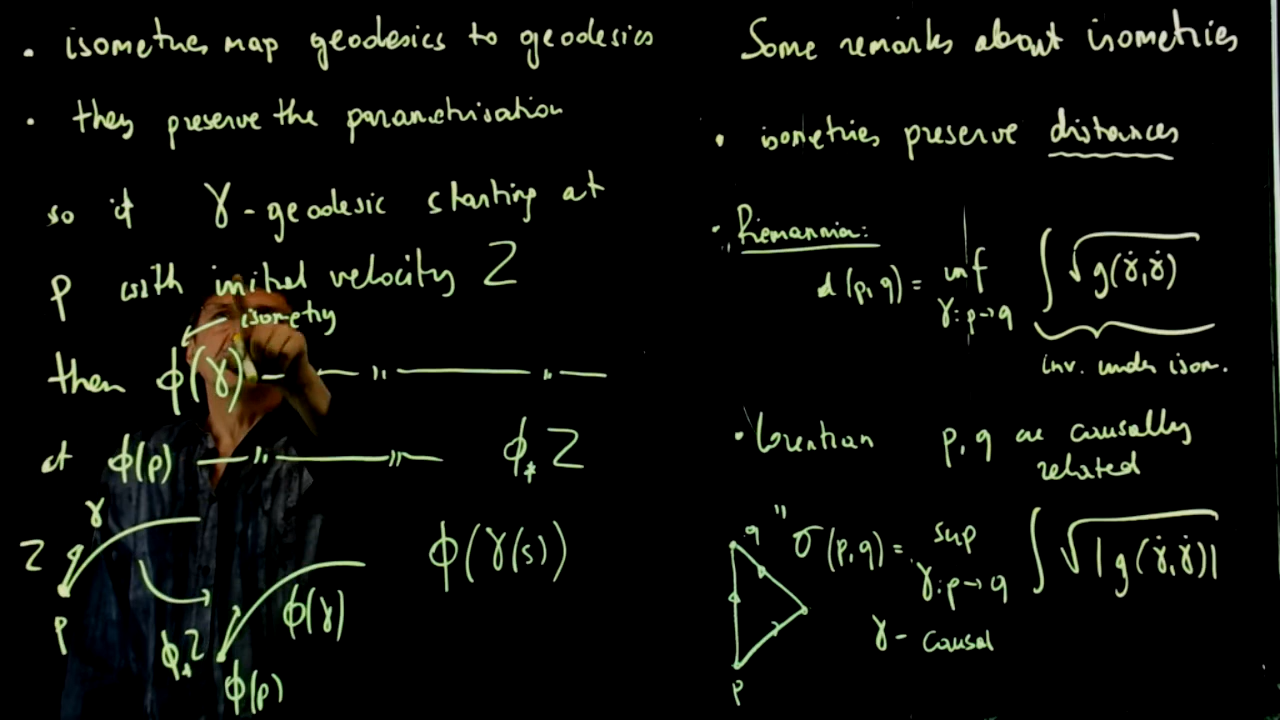 Some remarks about isometries
• isometries preserve distances
• Riemannian:
d(p,q) = inf ∫ √g(γ̇,γ̇)
γ:p→q
inv. under isom.
• Lorentzian p,q are causally
related
q " σ(p,q) = sup ∫ √|g(γ̇,γ̇)|
γ:p→q
γ - causal
p
• isometries map geodesics to geodesics
• they preserve the parametrisation
so if γ - geodesic starting at
p with initial velocity Z
isometry
then ϕ(γ) — — " — " —
at ϕ(p) — " — " — ϕ* Z
γ
Z
p
ϕ*Z
ϕ(p)
ϕ(γ)
ϕ(γ(s))